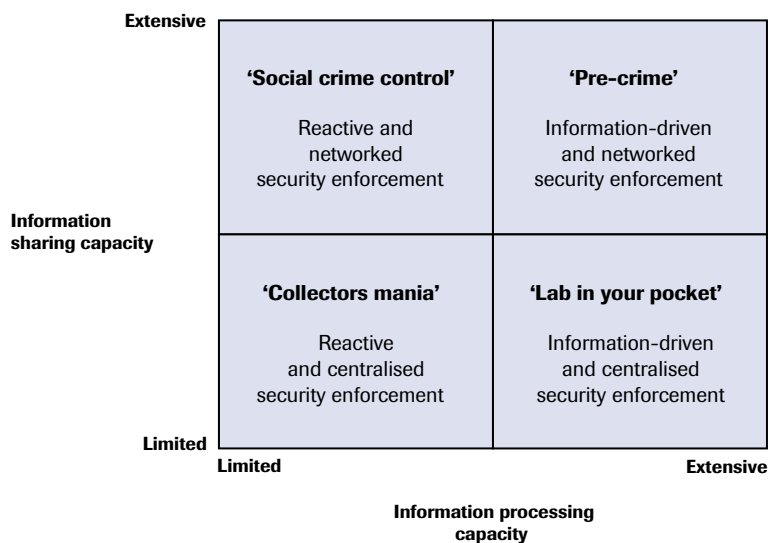 Extensive
‘Social crime control’
Reactive and
networked
security enforcement
‘Pre-crime’
Information-driven
and networked
security enforcement
Information
sharing capacity
‘Collectors mania’
Reactive
and centralised
security enforcement
‘Lab in your pocket’
Information-driven
and centralised
security enforcement
Limited
Limited
Extensive
Information processing
capacity